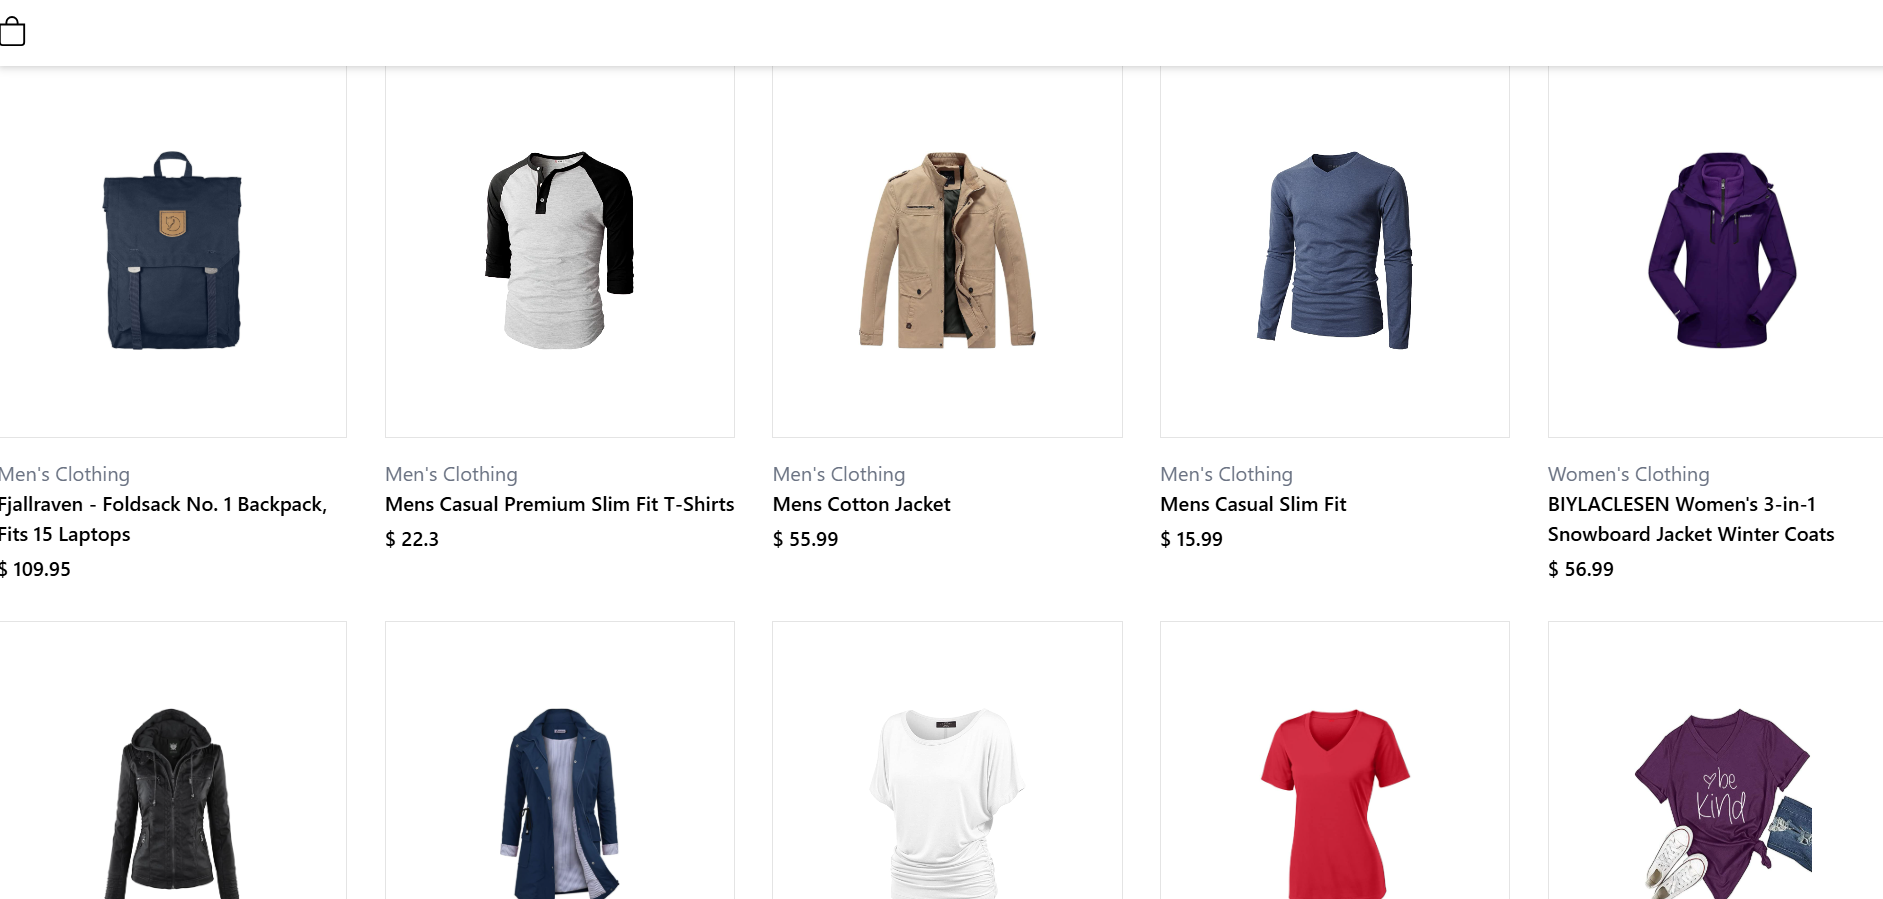 Men's Clothing
Fjallraven - Foldsack No. 1 Backpack,
Fits 15 Laptops
$ 109.95
Men's Clothing
Mens Casual Premium Slim Fit T-Shirts
$ 22.3
Men's Clothing
Mens Cotton Jacket
$ 55.99
Men's Clothing
Mens Casual Slim Fit
$ 15.99
Women's Clothing
BIYLACLESEN Women's 3-in-1
Snowboard Jacket Winter Coats
$ 56.99
be
kind